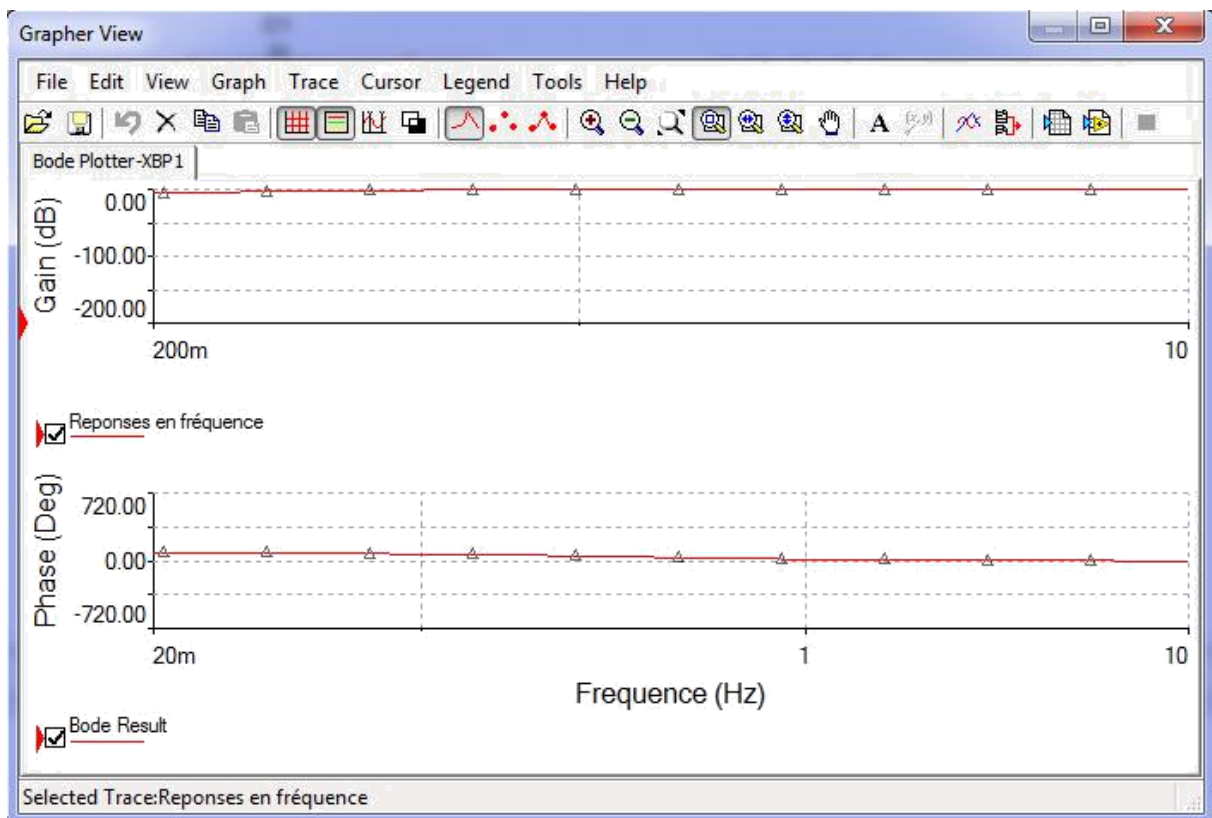 Grapher View
File Edit View Graph Trace Cursor Legend Tools Help
A
Bode Plotter-XBP1
Gain (dB)
0.00
-100.00
-200.00
200m 10
Reponses en fréquence
Phase (Deg)
720.00
0.00
-720.00
20m 1 10
Frequence (Hz)
Bode Result
Selected Trace:Reponses en fréquence